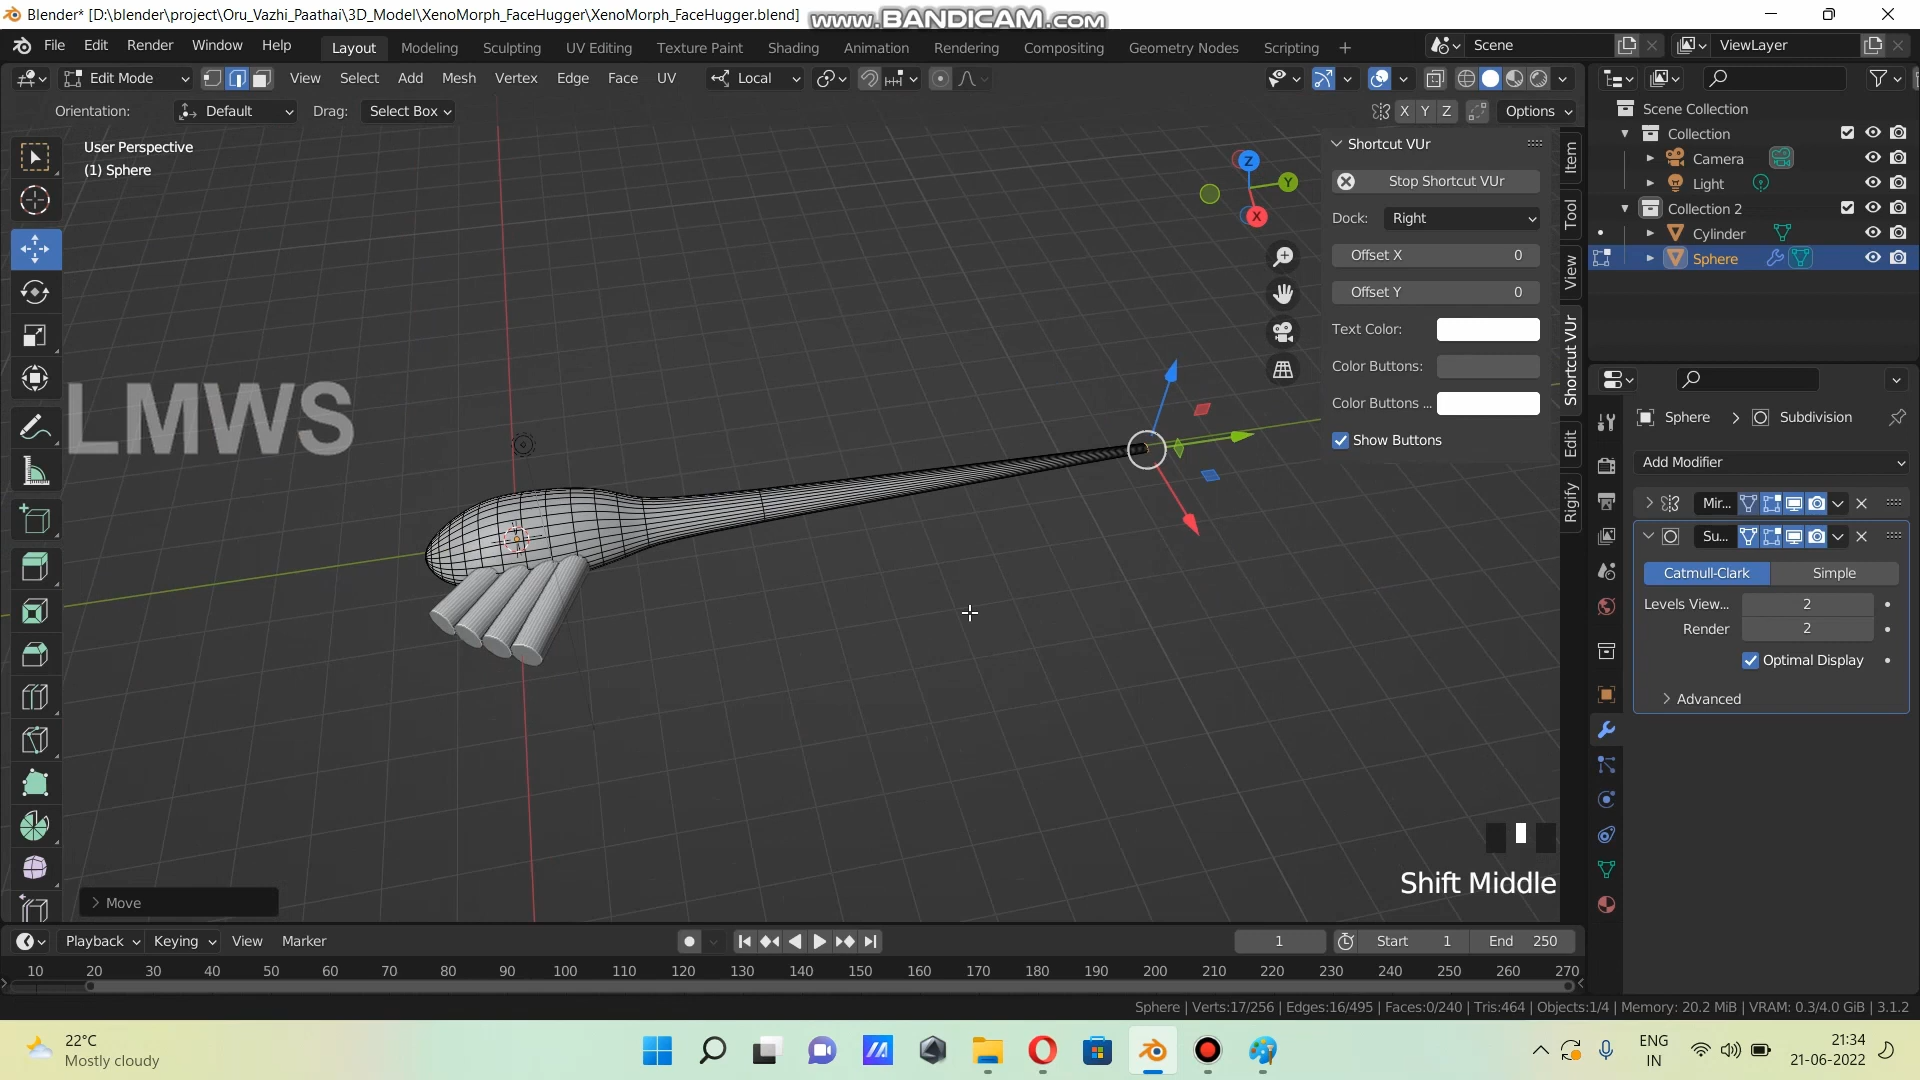 Blender* [D:\blender\project\Oru_Vazhi_Paathai\3D_Model\XenoMorph_FaceHugger\XenoMorph_FaceHugger.blend]
www.BANDICAM.com
File Edit Render Window Help Layout Modeling Sculpting UV Editing Texture Paint Shading Animation Rendering Compositing Geometry Nodes Scripting + Scene ViewLayer
Edit Mode View Select Add Mesh Vertex Edge Face UV Local
Orientation: Default Drag: Select Box X Y Z Options
User Perspective
(1) Sphere
Z
Y
X
LMWS
Shortcut VUr
Stop Shortcut VUr
Dock: Right
Offset X 0
Offset Y 0
Text Color:
Color Buttons:
Color Buttons ...
Show Buttons
Item
Tool
View
Shortcut VUr
Edit
Rigify
Scene Collection
Collection
Camera
Light
Collection 2
Cylinder
Sphere
Sphere > Subdivision
Add Modifier
Mir...
Su...
Catmull-Clark Simple
Levels View... 2
Render 2
Optimal Display
> Advanced
Shift Middle
> Move
Playback Keying View Marker 1 Start 1 End 250
10 20 30 40 50 60 70 80 90 100 110 120 130 140 150 160 170 180 190 200 210 220 230 240 250 260 270
Sphere | Verts:17/256 | Edges:16/495 | Faces:0/240 | Tris:464 | Objects:1/4 | Memory: 20.2 MiB | VRAM: 0.3/4.0 GiB | 3.1.2
22°C
Mostly cloudy
ENG
IN
21:34
21-06-2022